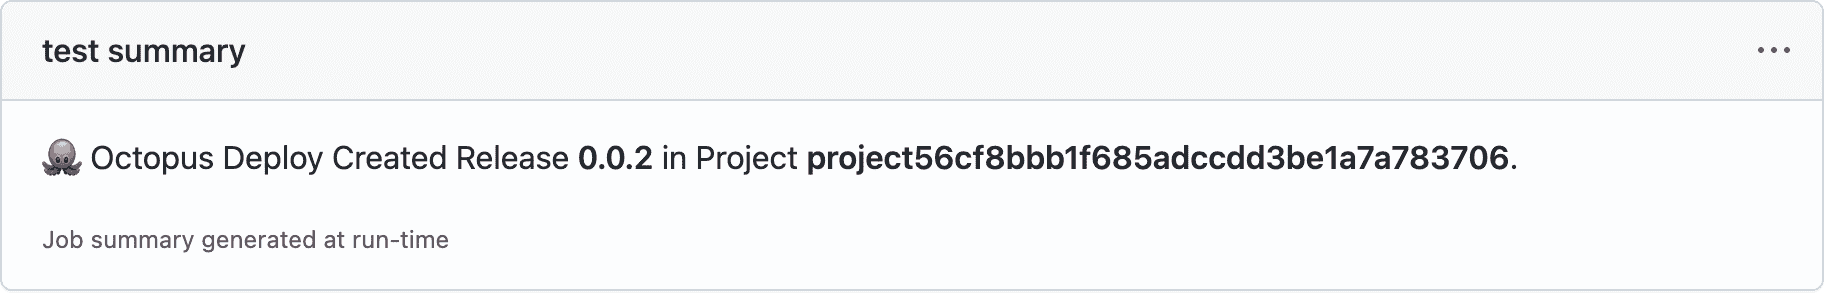 test summary
Octopus Deploy Created Release 0.0.2 in Project project56cf8bbb1f685adccdd3be1a7a783706.
Job summary generated at run-time